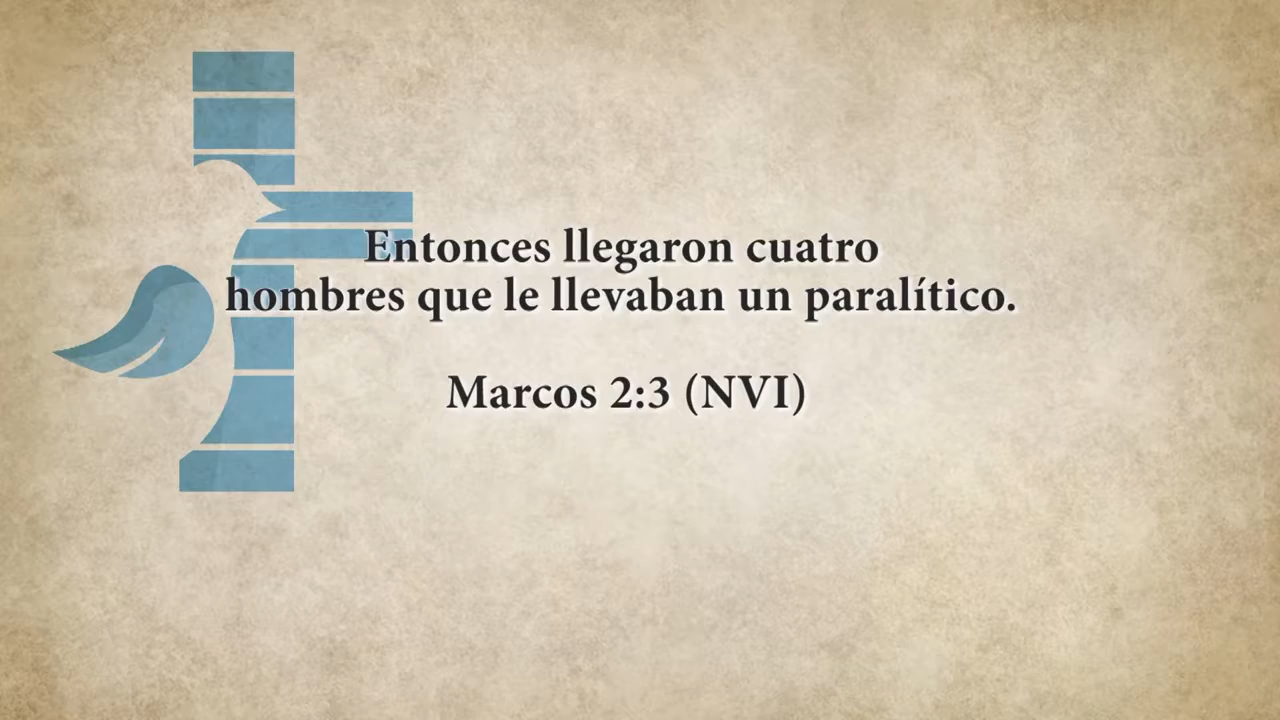 Entonces llegaron cuatro
hombres que le llevaban un paralítico.
Marcos 2:3 (NVI)